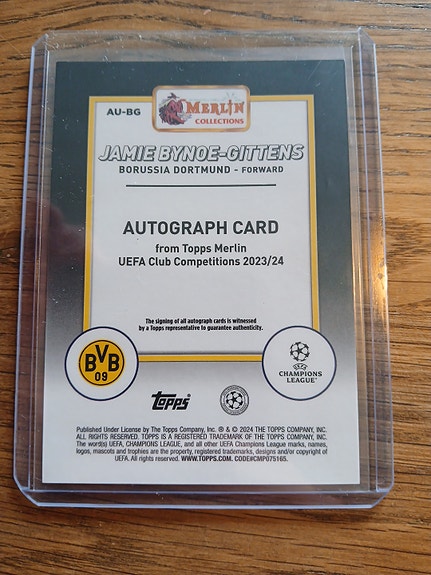 AU-BG
MERLIN
COLLECTIONS
JAMIE BYNOE-GITTENS
BORUSSIA DORTMUND - FORWARD
AUTOGRAPH CARD
from Topps Merlin
UEFA Club Competitions 2023/24
The signing of all autograph cards is witnessed
by a Topps representative to guarantee authenticity.
BVB
09
topps
CHAMPIONS
LEAGUE
Published Under License by The Topps Company, Inc. ® & © 2024 THE TOPPS COMPANY, INC.
ALL RIGHTS RESERVED. TOPPS IS A REGISTERED TRADEMARK OF THE TOPPS COMPANY, INC.
The word(s) UEFA, CHAMPIONS LEAGUE, and all other UEFA Champions League marks, names,
logos, mascots and trophies are the property, registered trademarks, designs and/or copyright of
UEFA. All rights reserved. WWW.TOPPS.COM. CODE#CMP075165.